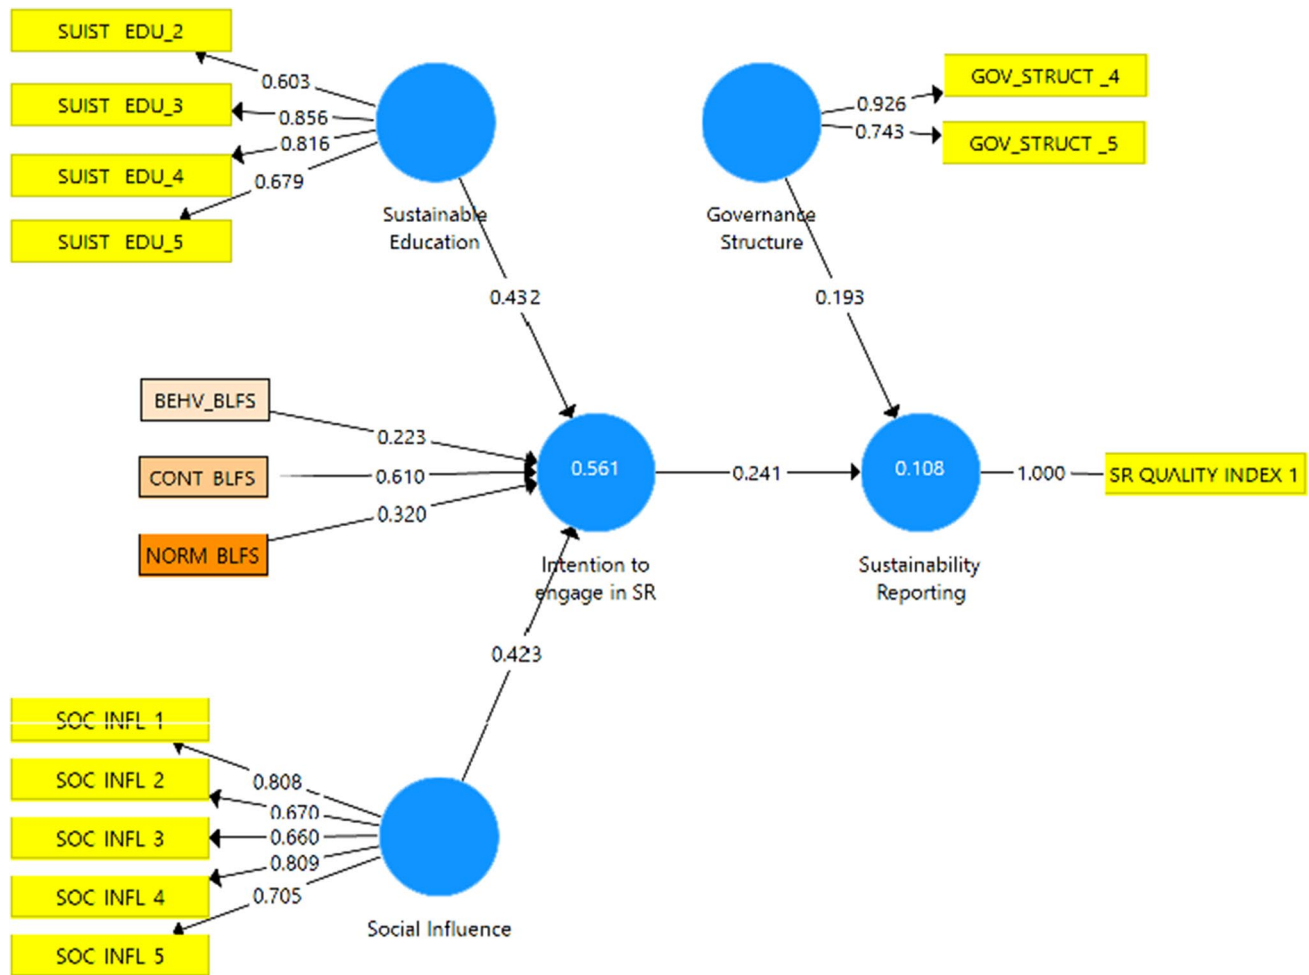 SUIST EDU_2
0.603
SUIST EDU_3
0.856
0.816
SUIST EDU_4
0.679
SUIST EDU_5
Sustainable
Education
GOV_STRUCT _4
0.926
0.743
GOV_STRUCT _5
Governance
Structure
0.432
0.193
BEHV_BLFS
0.223
CONT BLFS
0.610
NORM BLFS
0.320
0.561
Intention to
engage in SR
0.241
0.108
Sustainability
Reporting
1.000
SR QUALITY INDEX 1
0.423
SOC INFL 1
0.808
SOC INFL 2
0.670
SOC INFL 3
0.660
0.809
SOC INFL 4
0.705
SOC INFL 5
Social Influence